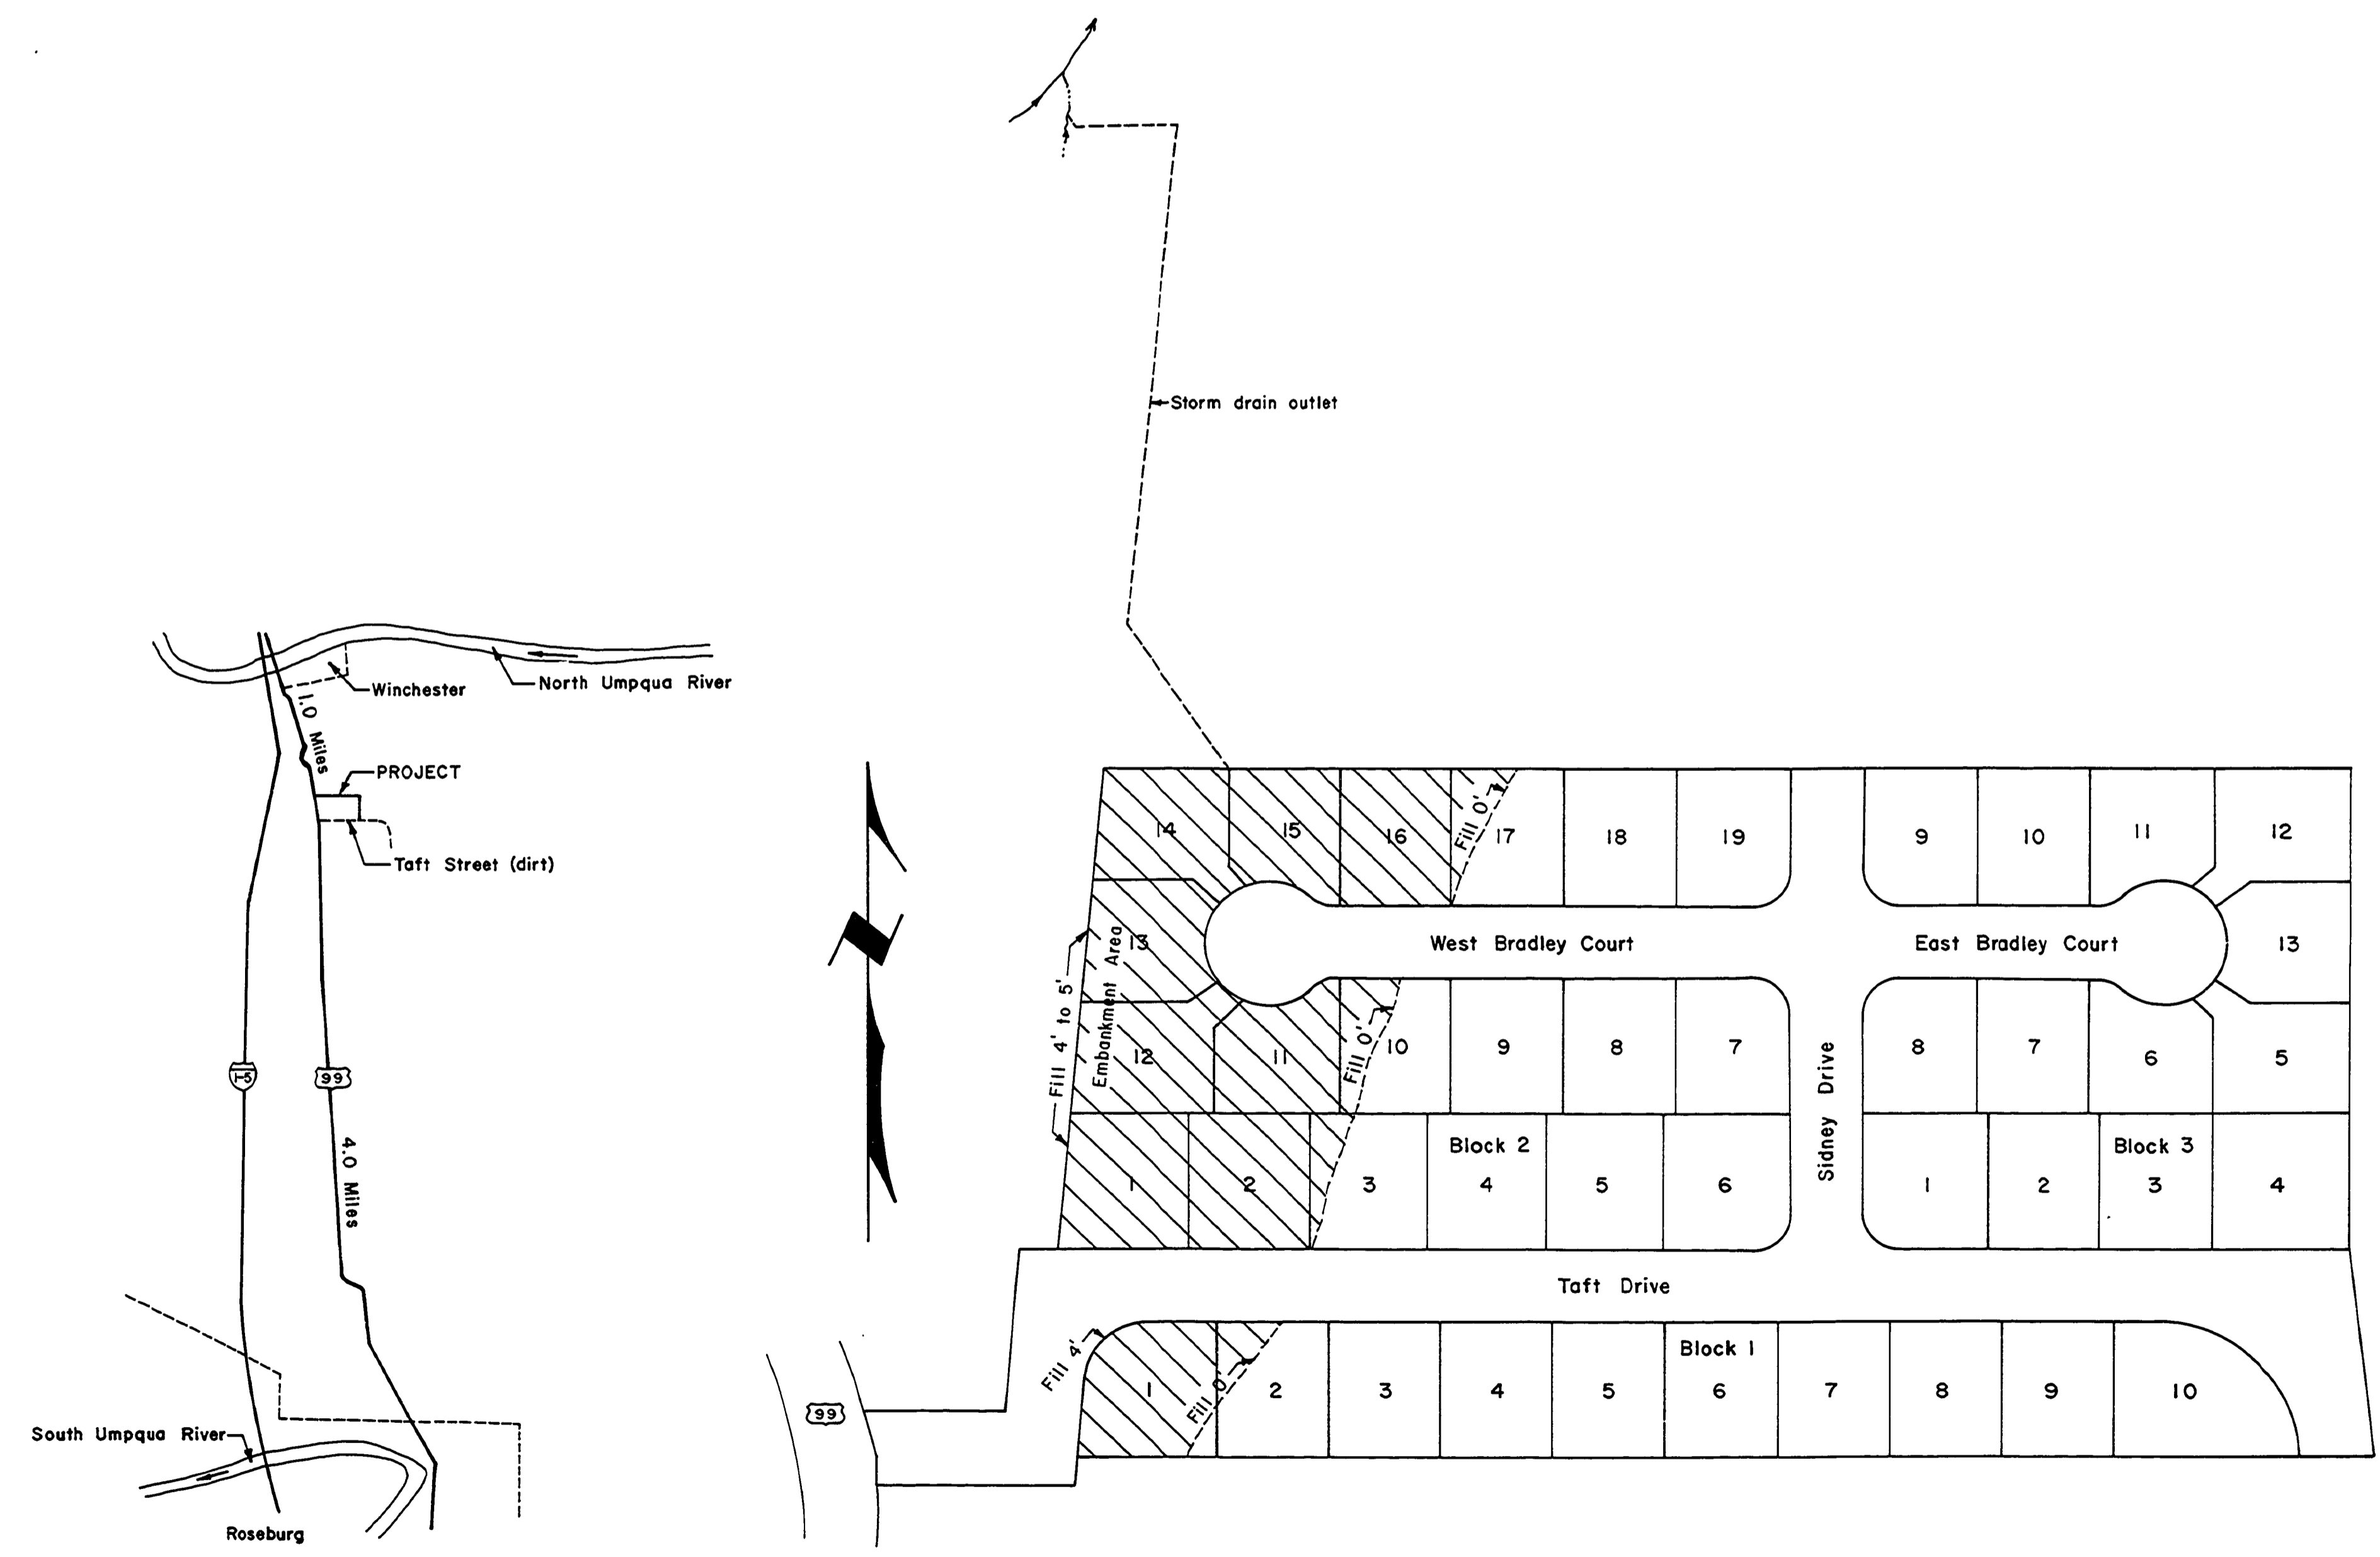 Storm drain outlet
Winchester
North Umpqua River
1.0 Miles
PROJECT
Taft Street (dirt)
I-5
99
4.0 Miles
South Umpqua River
Roseburg
14
15
16
Fill 0'
17
18
19
9
10
11
12
13
West Bradley Court
East Bradley Court
13
Fill 4' to 5'
Embankment Area
12
11
Fill 0'
10
9
8
7
Sidney Drive
8
7
6
5
Block 2
Block 3
1
2
3
4
5
6
1
2
3
4
Taft Drive
Fill 4'
Block 1
99
1
Fill 0'
2
3
4
5
6
7
8
9
10